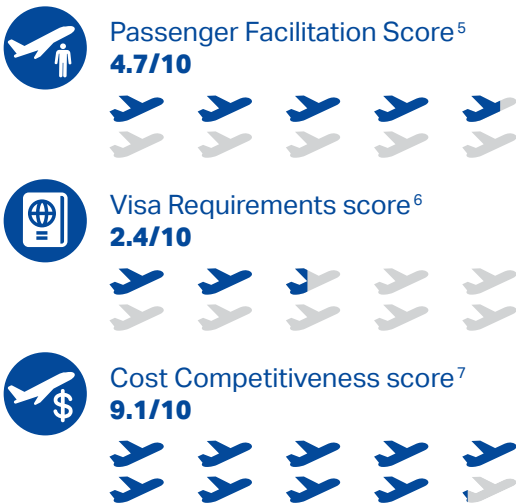 Passenger Facilitation Score5
4.7/10
Visa Requirements score6
2.4/10
$
Cost Competitiveness score7
9.1/10